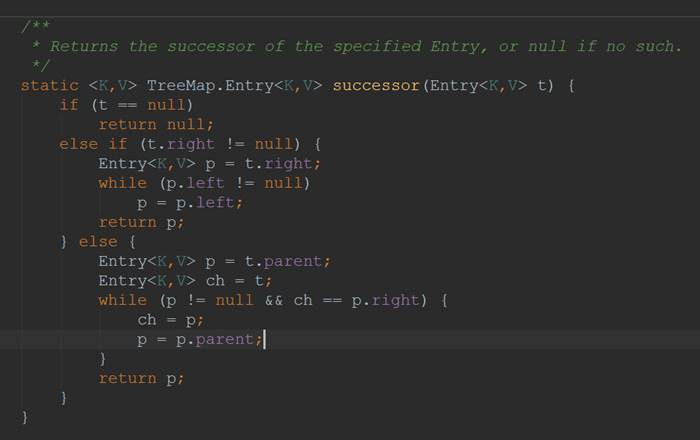 /**
 * Returns the successor of the specified Entry, or null if no such.
 */
static <K,V> TreeMap.Entry<K,V> successor(Entry<K,V> t) {
    if (t == null)
        return null;
    else if (t.right != null) {
        Entry<K,V> p = t.right;
        while (p.left != null)
            p = p.left;
        return p;
    } else {
        Entry<K,V> p = t.parent;
        Entry<K,V> ch = t;
        while (p != null && ch == p.right) {
            ch = p;
            p = p.parent;
        }
        return p;
    }
}